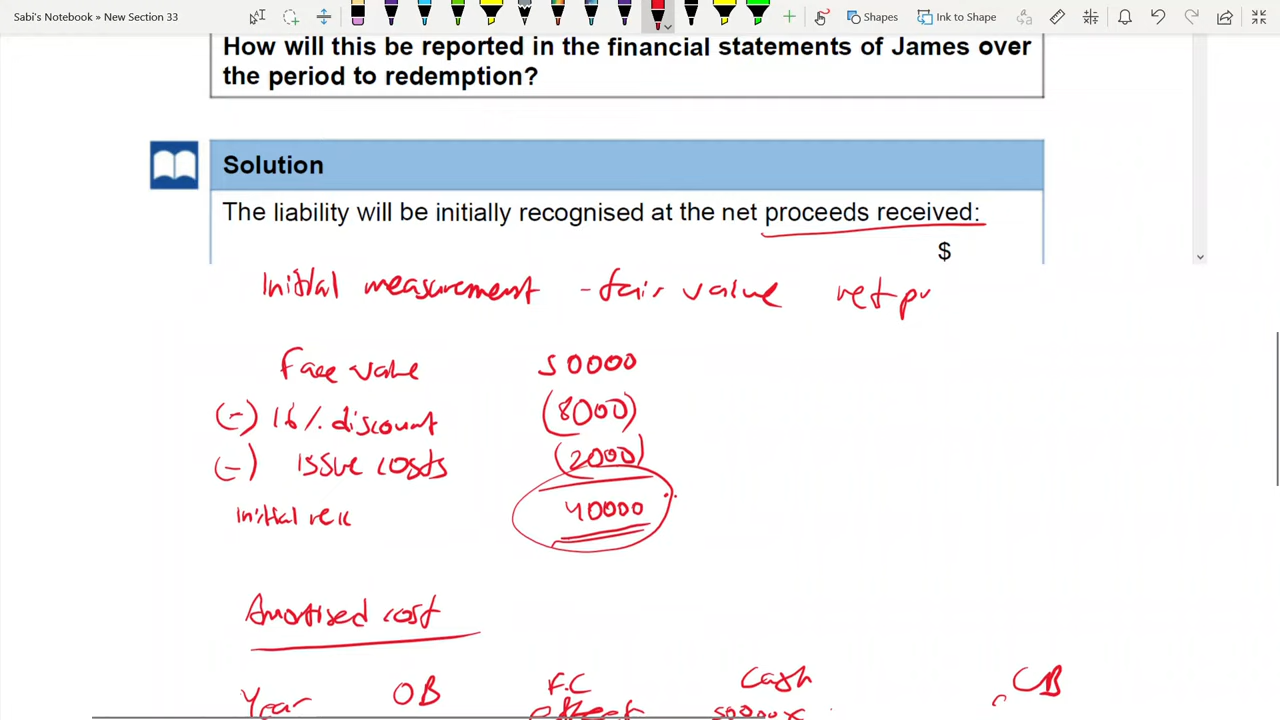 Sabi's Notebook » New Section 33
Shapes
Ink to Shape
How will this be reported in the financial statements of James over
the period to redemption?
Solution
The liability will be initially recognised at the net proceeds received:
$
Initial measurement - fair value net pr
Face value 50000
(-) 16% discount (8000)
(-) issue costs (2000)
Initial rec 40000
Amortised cost
Year OB F.C Cash CB
50000x